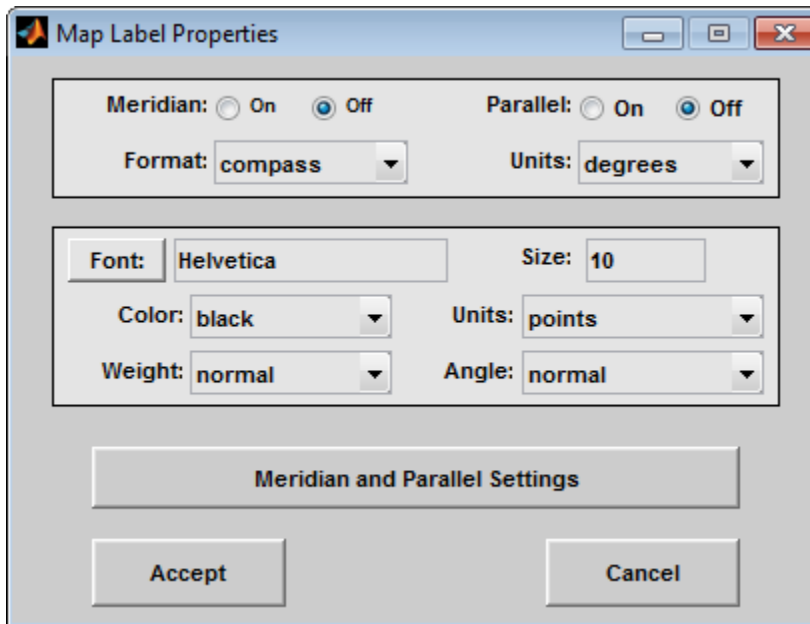 Map Label Properties
Meridian: On Off Parallel: On Off
Format: compass Units: degrees
Font: Helvetica Size: 10
Color: black Units: points
Weight: normal Angle: normal
Meridian and Parallel Settings
Accept Cancel